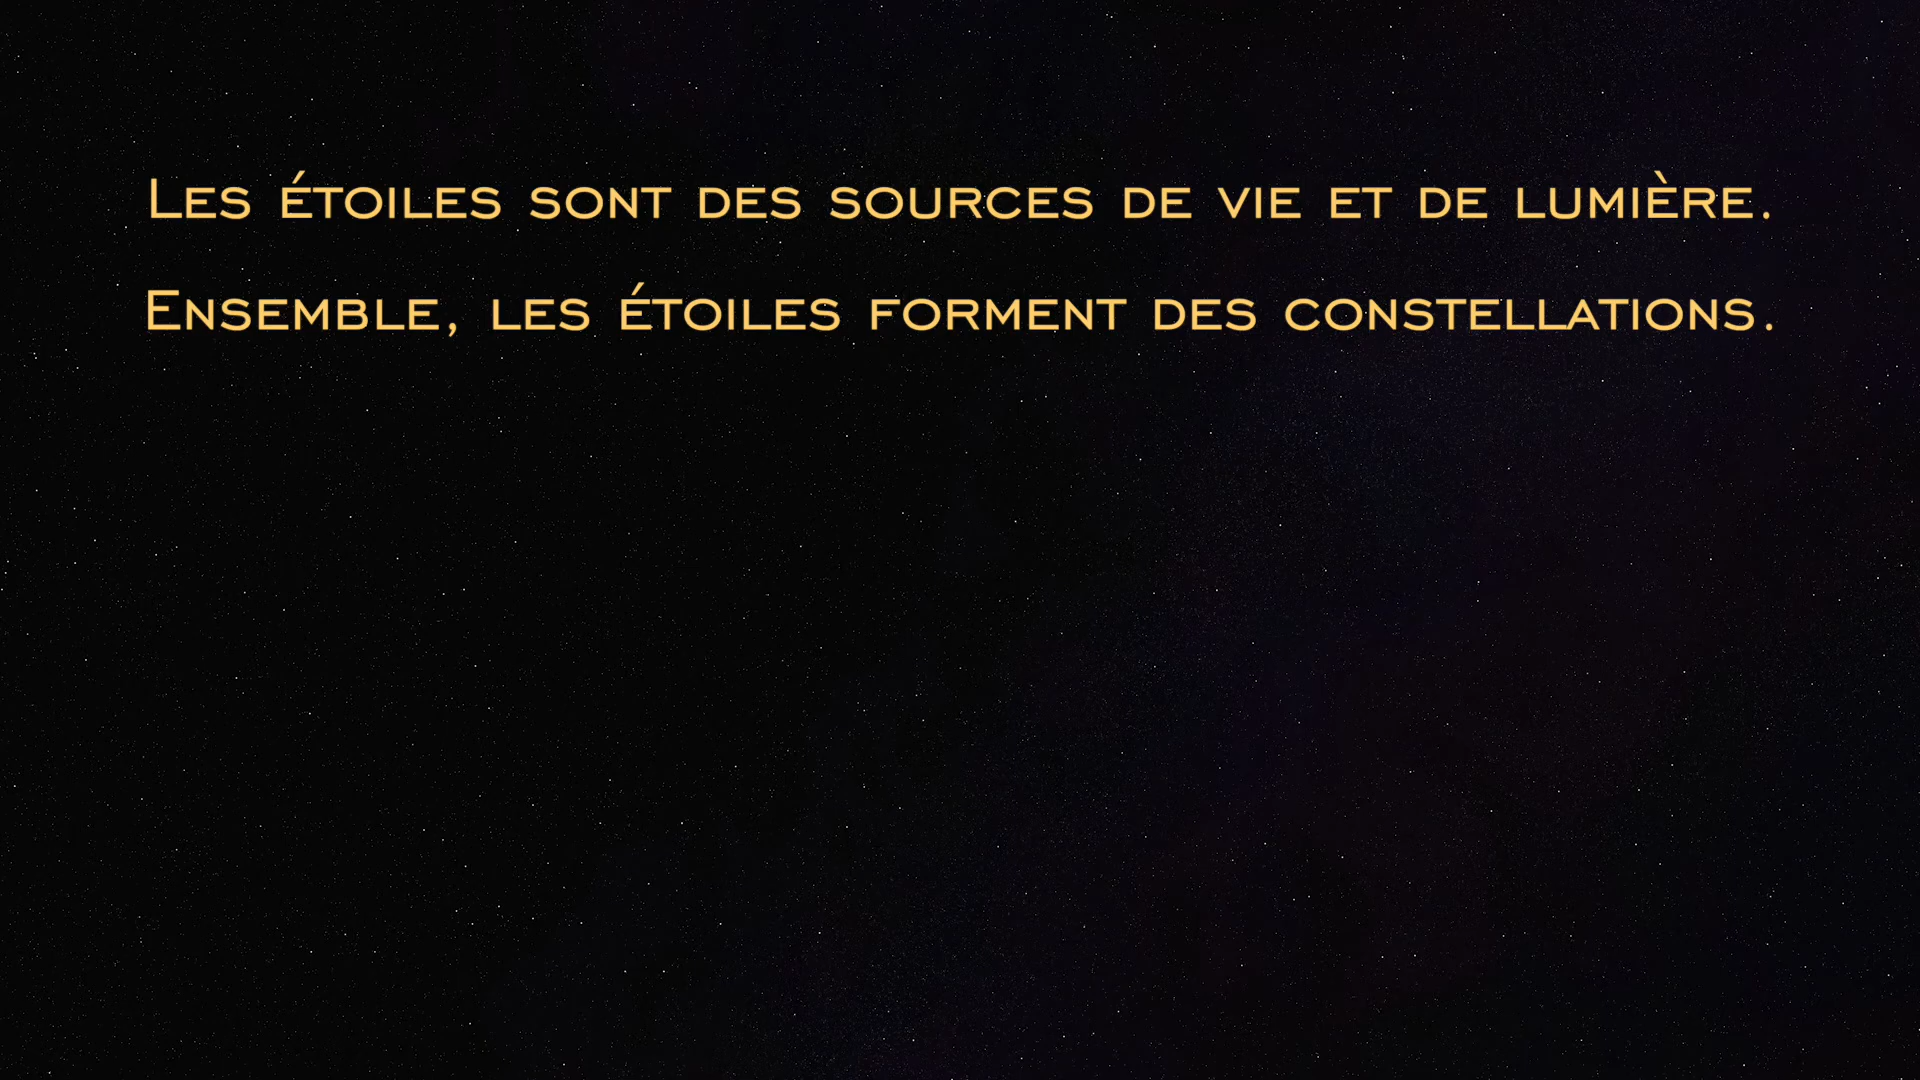 Les étoiles sont des sources de vie et de lumière.
Ensemble, les étoiles forment des constellations.